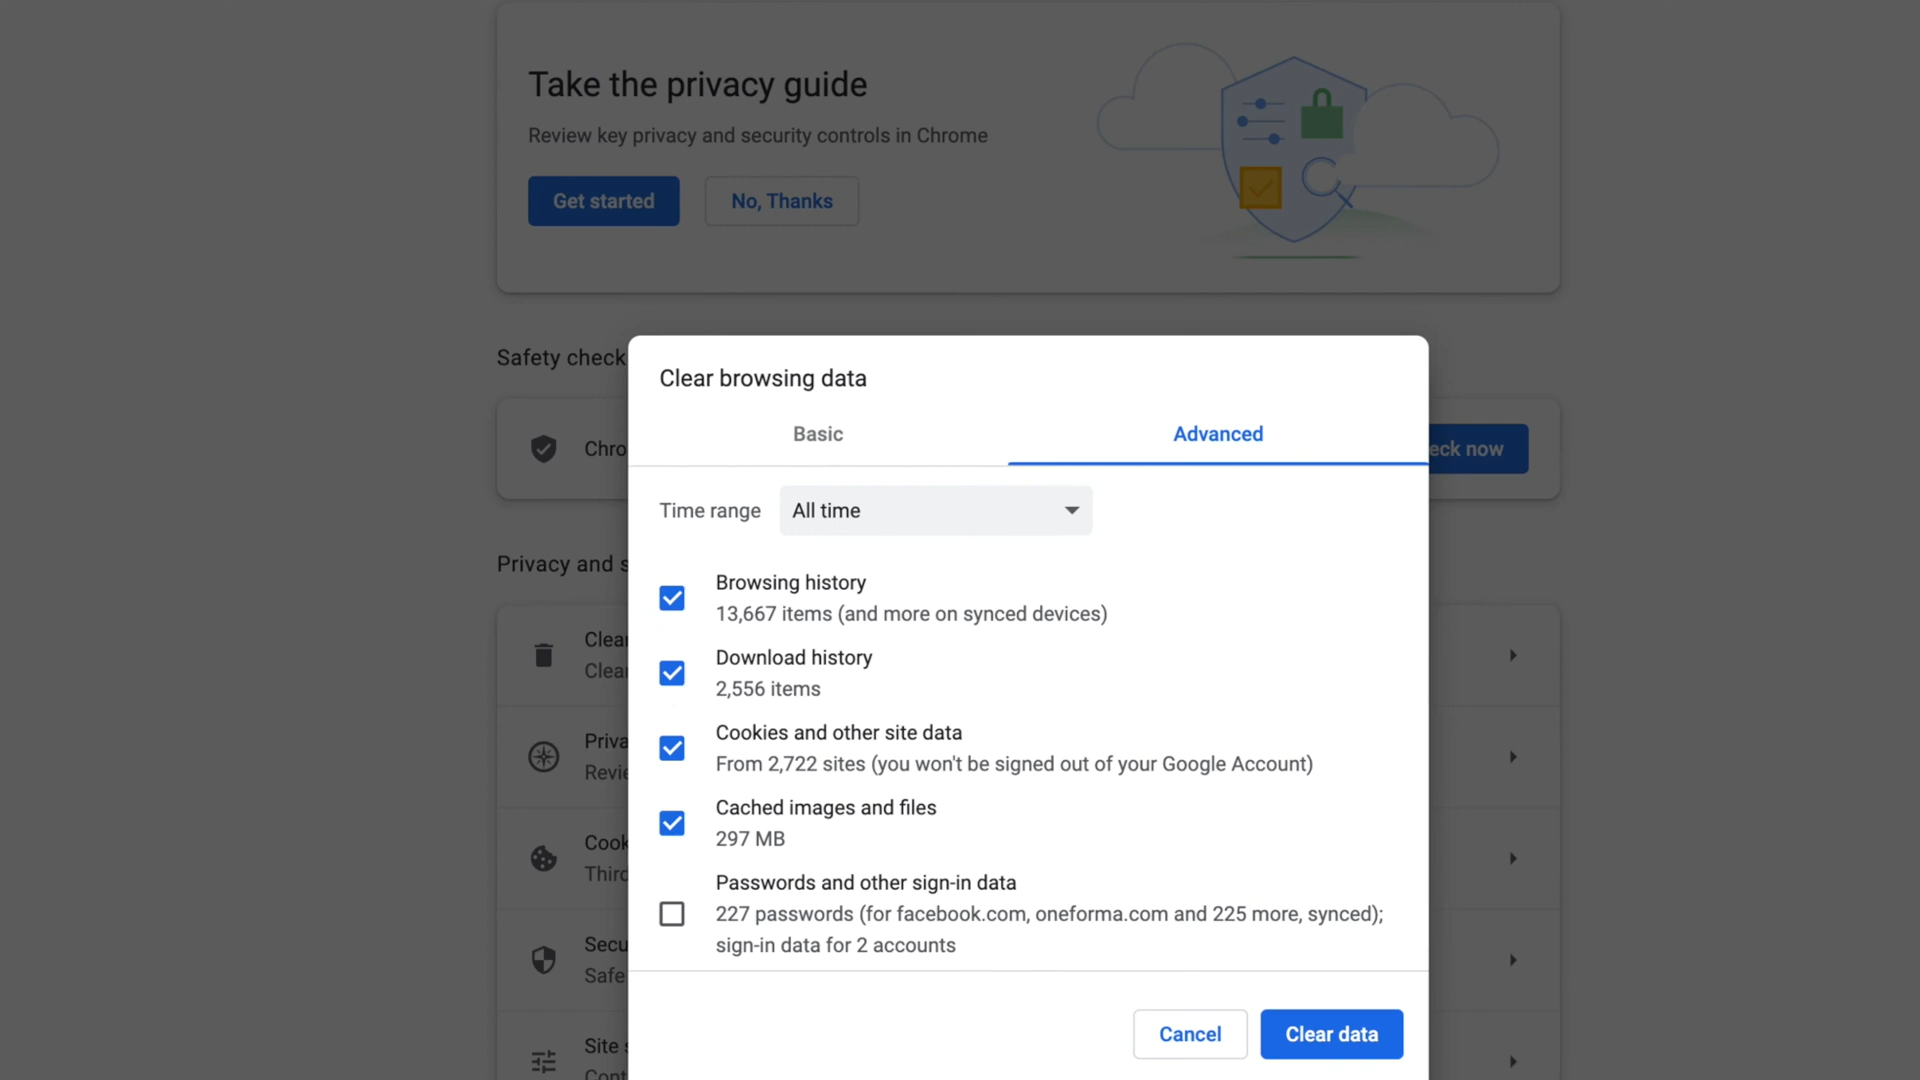 Take the privacy guide
Review key privacy and security controls in Chrome
Get started
No, Thanks
Safety check
Chro
eck now
Clear browsing data
Basic
Advanced
Time range
All time
Browsing history
13,667 items (and more on synced devices)
Download history
2,556 items
Cookies and other site data
From 2,722 sites (you won't be signed out of your Google Account)
Cached images and files
297 MB
Passwords and other sign-in data
227 passwords (for facebook.com, oneforma.com and 225 more, synced);
sign-in data for 2 accounts
Cancel
Clear data
Privacy and s
Clear
Clear
Priva
Revie
Cook
Third
Secu
Safe
Site s
Cont